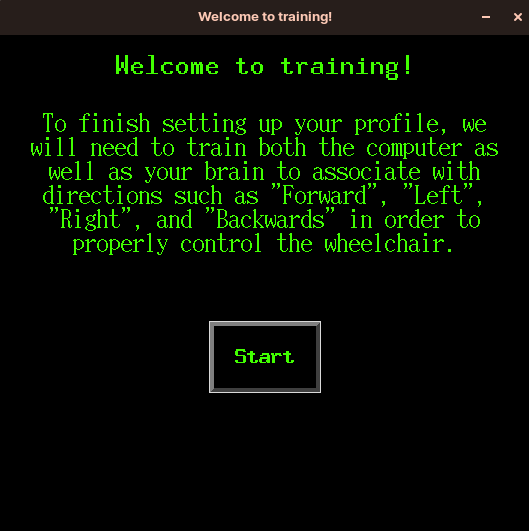 Welcome to training!
Welcome to training!
To finish setting up your profile, we
will need to train both the computer as
well as your brain to associate with
directions such as "Forward", "Left",
"Right", and "Backwards" in order to
properly control the wheelchair.
Start